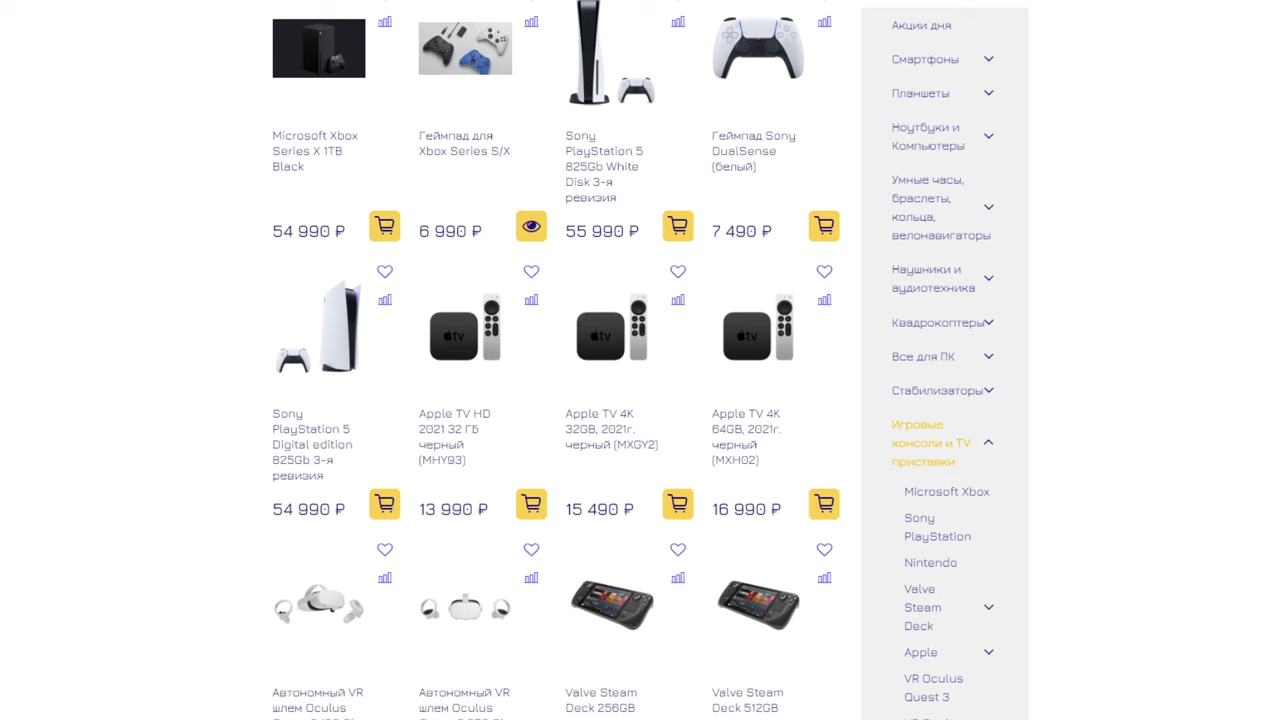 Microsoft Xbox
Series X 1TB
Black
54 990 ₽
Геймпад для
Xbox Series S/X
6 990 ₽
Sony
PlayStation 5
825Gb White
Disk 3-я
ревизия
55 990 ₽
Геймпад Sony
DualSense
(белый)
7 490 ₽
Sony
PlayStation 5
Digital edition
825Gb 3-я
ревизия
54 990 ₽
tv
Apple TV HD
2021 32 ГБ
черный
(MHY93)
13 990 ₽
tv
Apple TV 4K
32GB, 2021г.
черный (MXGY2)
15 490 ₽
tv
Apple TV 4K
64GB, 2021г.
черный
(MXH02)
16 990 ₽
Автономный VR
шлем Oculus
Автономный VR
шлем Oculus
Valve Steam
Deck 256GB
Valve Steam
Deck 512GB
Акции дня
Смартфоны
Планшеты
Ноутбуки и
Компьютеры
Умные часы,
браслеты,
кольца,
велонавигаторы
Наушники и
аудиотехника
Квадрокоптеры
Все для ПК
Стабилизаторы
Игровые
консоли и TV
приставки
Microsoft Xbox
Sony
PlayStation
Nintendo
Valve
Steam
Deck
Apple
VR Oculus
Quest 3